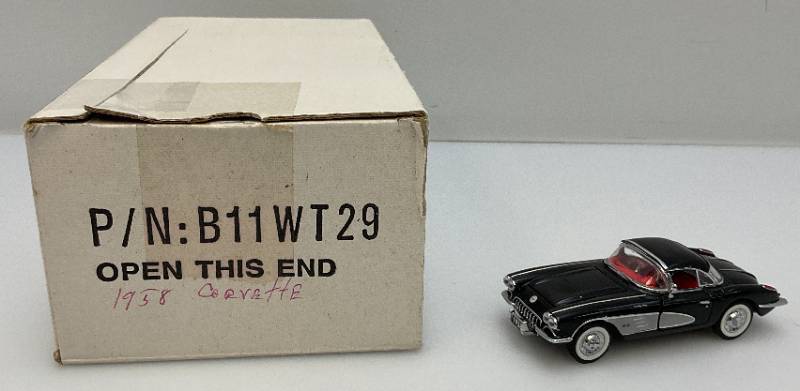 P/N: B11WT29
OPEN THIS END
1958 CORVETTE